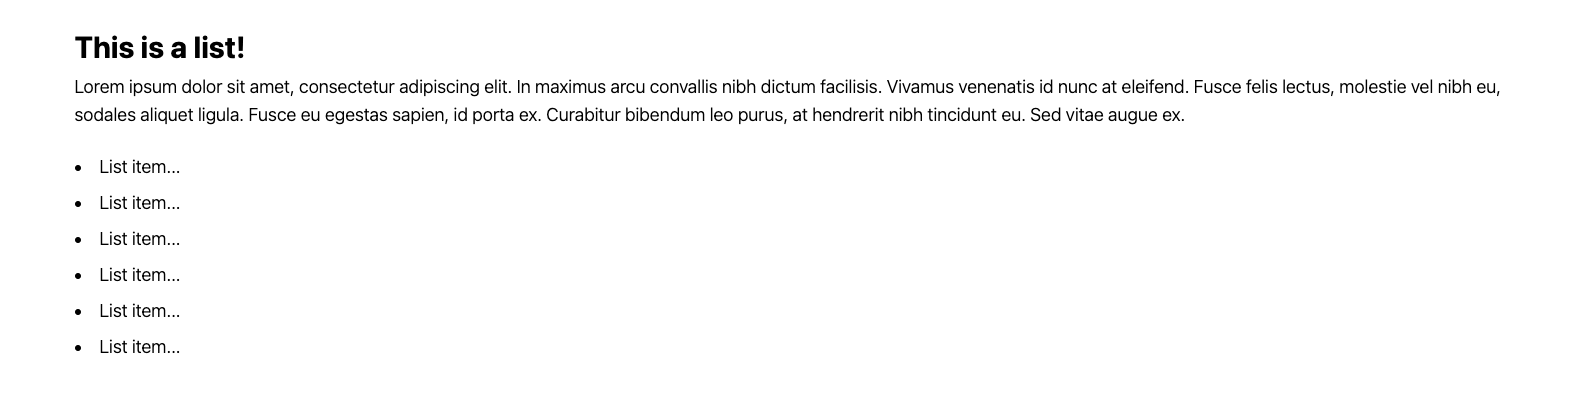 This is a list!
Lorem ipsum dolor sit amet, consectetur adipiscing elit. In maximus arcu convallis nibh dictum facilisis. Vivamus venenatis id nunc at eleifend. Fusce felis lectus, molestie vel nibh eu,
sodales aliquet ligula. Fusce eu egestas sapien, id porta ex. Curabitur bibendum leo purus, at hendrerit nibh tincidunt eu. Sed vitae augue ex.
• List item...
• List item...
• List item...
• List item...
• List item...
• List item...